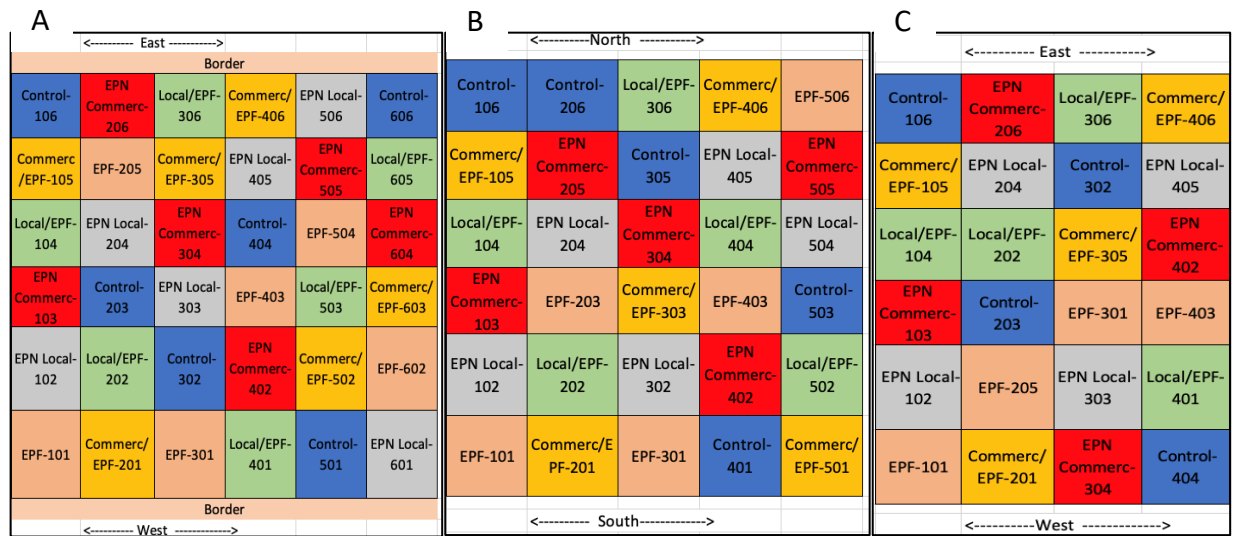 A
<---------- East ---------->
Border
Control-
106
EPN
Commerc-
206
Local/EPF-
306
Commerc/
EPF-406
EPN Local-
506
Control-
606
Commerc
/EPF-105
EPF-205
Commerc/
EPF-305
EPN Local-
405
EPN
Commerc-
505
Local/EPF-
605
Local/EPF-
104
EPN Local-
204
EPN
Commerc-
304
Control-
404
EPF-504
EPN
Commerc-
604
EPN
Commerc-
103
Control-
203
EPN Local-
303
EPF-403
Local/EPF-
503
Commerc/
EPF-603
EPN Local-
102
Local/EPF-
202
Control-
302
EPN
Commerc-
402
Commerc/
EPF-502
EPF-602
EPF-101
Commerc/
EPF-201
EPF-301
Local/EPF-
401
Control-
501
EPN Local-
601
Border
<---------- West ----------->
B
<---------- North ------------>
Control-
106
Control-
206
Local/EPF-
306
Commerc/
EPF-406
EPF-506
Commerc/
EPF-105
EPN
Commerc-
205
Control-
305
EPN Local-
405
EPN
Commerc-
505
Local/EPF-
104
EPN Local-
204
EPN
Commerc-
304
Local/EPF-
404
EPN Local-
504
EPN
Commerc-
103
EPF-203
Commerc/
EPF-303
EPF-403
Control-
503
EPN Local-
102
Local/EPF-
202
EPN Local-
302
EPN
Commerc-
402
Local/EPF-
502
EPF-101
Commerc/E
PF-201
EPF-301
Control-
401
Commerc/
EPF-501
<---------- South----------->
C
<---------- East ----------->
Control-
106
EPN
Commerc-
206
Local/EPF-
306
Commerc/
EPF-406
Commerc/
EPF-105
EPN Local-
204
Control-
302
EPN Local-
405
Local/EPF-
104
Local/EPF-
202
Commerc/
EPF-305
EPN
Commerc-
402
EPN
Commerc-
103
Control-
203
EPF-301
EPF-403
EPN Local-
102
EPF-205
EPN Local-
303
Local/EPF-
401
EPF-101
Commerc/
EPF-201
EPN
Commerc-
304
Control-
404
<----------West ------------>